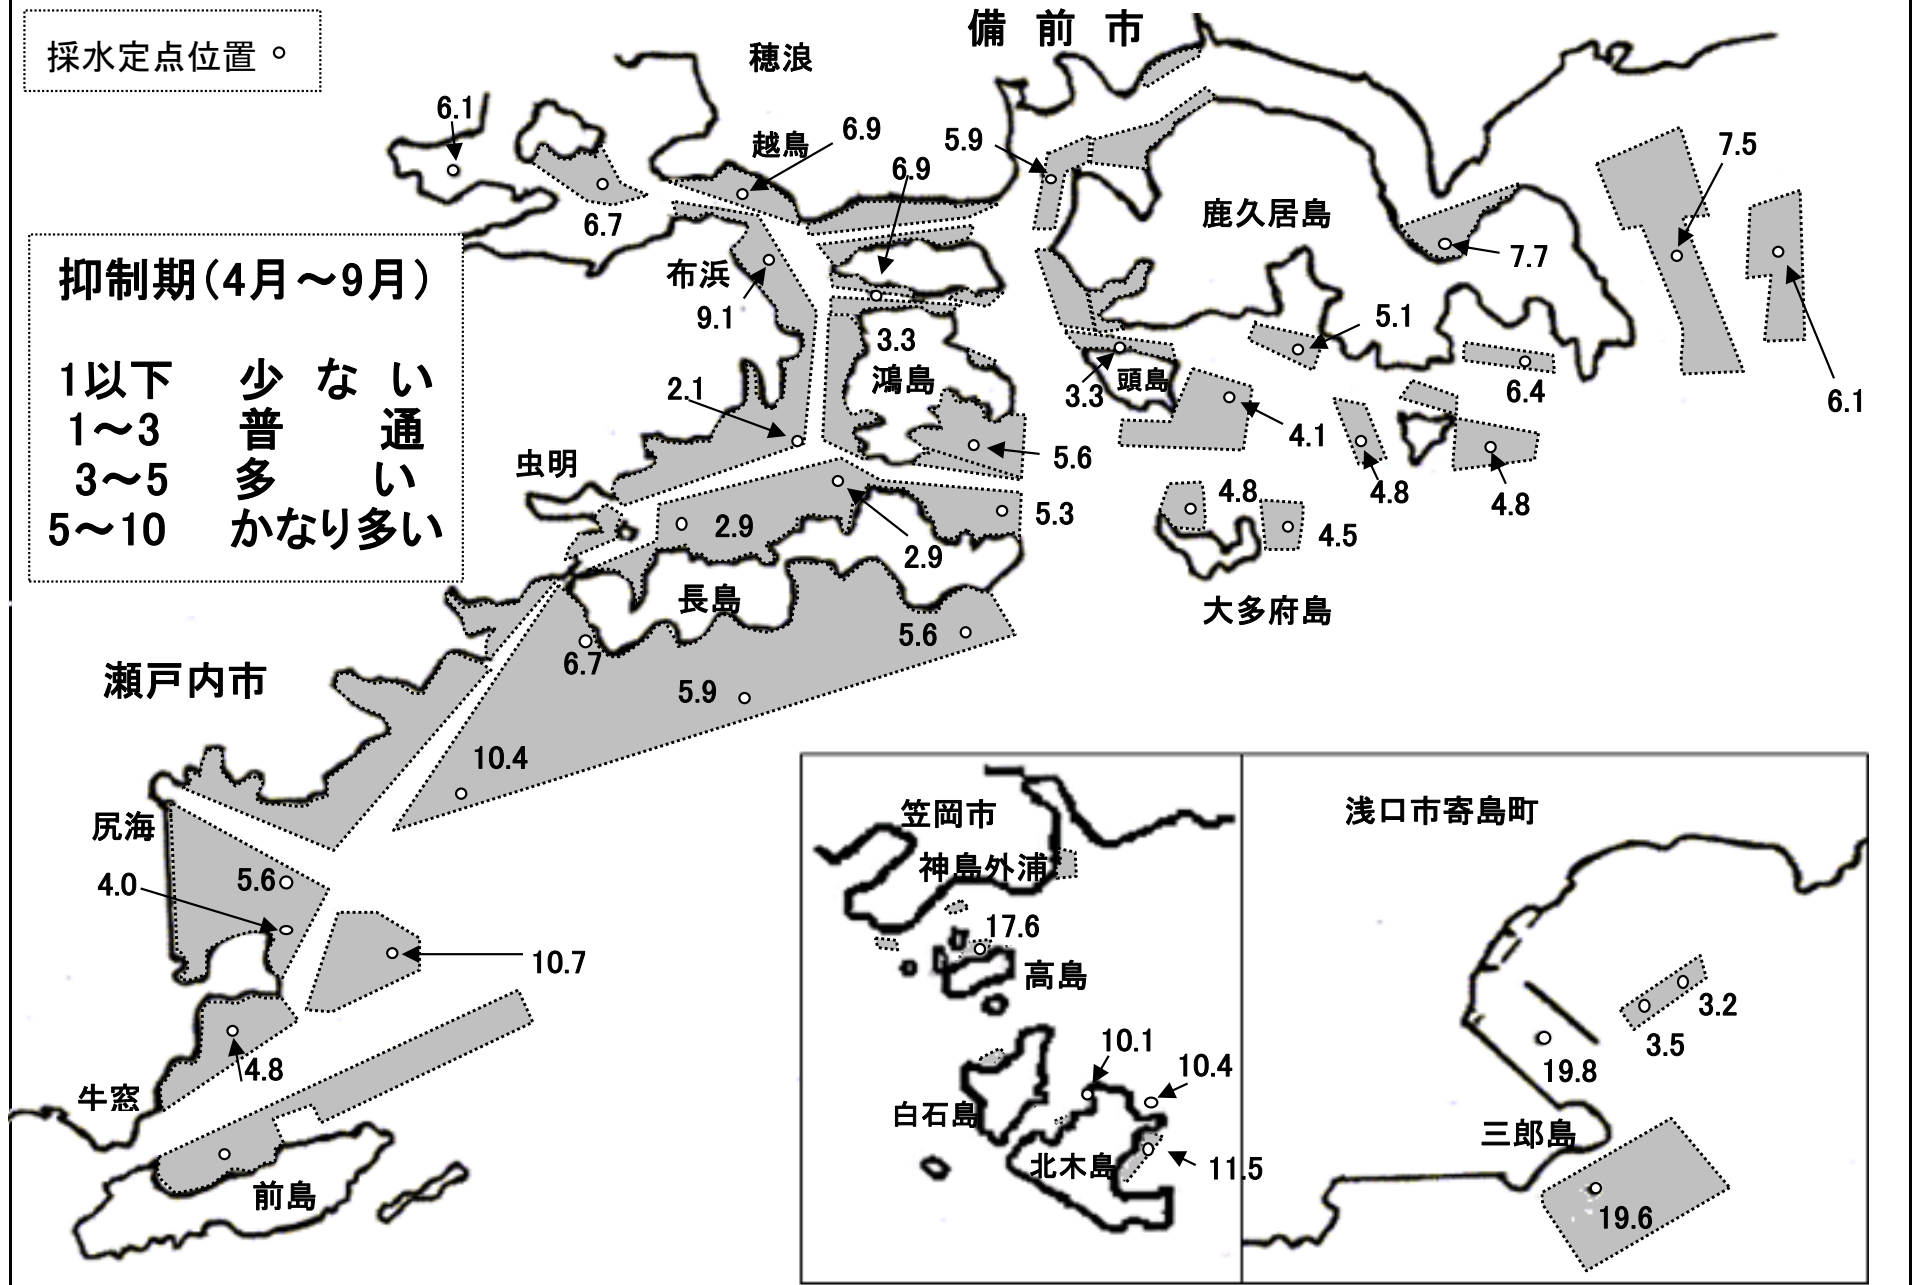 備 前 市
採水定点位置 ○
穂浪
6.1
6.9
越鳥
5.9
7.5
6.9
鹿久居島
6.7
7.7
抑制期(4月～9月)
1以下 少 な い
1～3 普 通
3～5 多 い
5～10 かなり多い
布浜
9.1
3.3
5.1
鴻島
2.1
3.3
頭島
6.4
6.1
4.1
5.6
虫明
4.8
4.8
4.8
2.9
5.3
4.5
2.9
長島
大多府島
5.6
6.7
瀬戸内市
5.9
10.4
尻海
5.6
4.0
10.7
4.8
牛窓
前島
笠岡市
神島外浦
17.6
高島
10.1
10.4
白石島
北木島
11.5
浅口市寄島町
3.2
3.5
19.8
三郎島
19.6